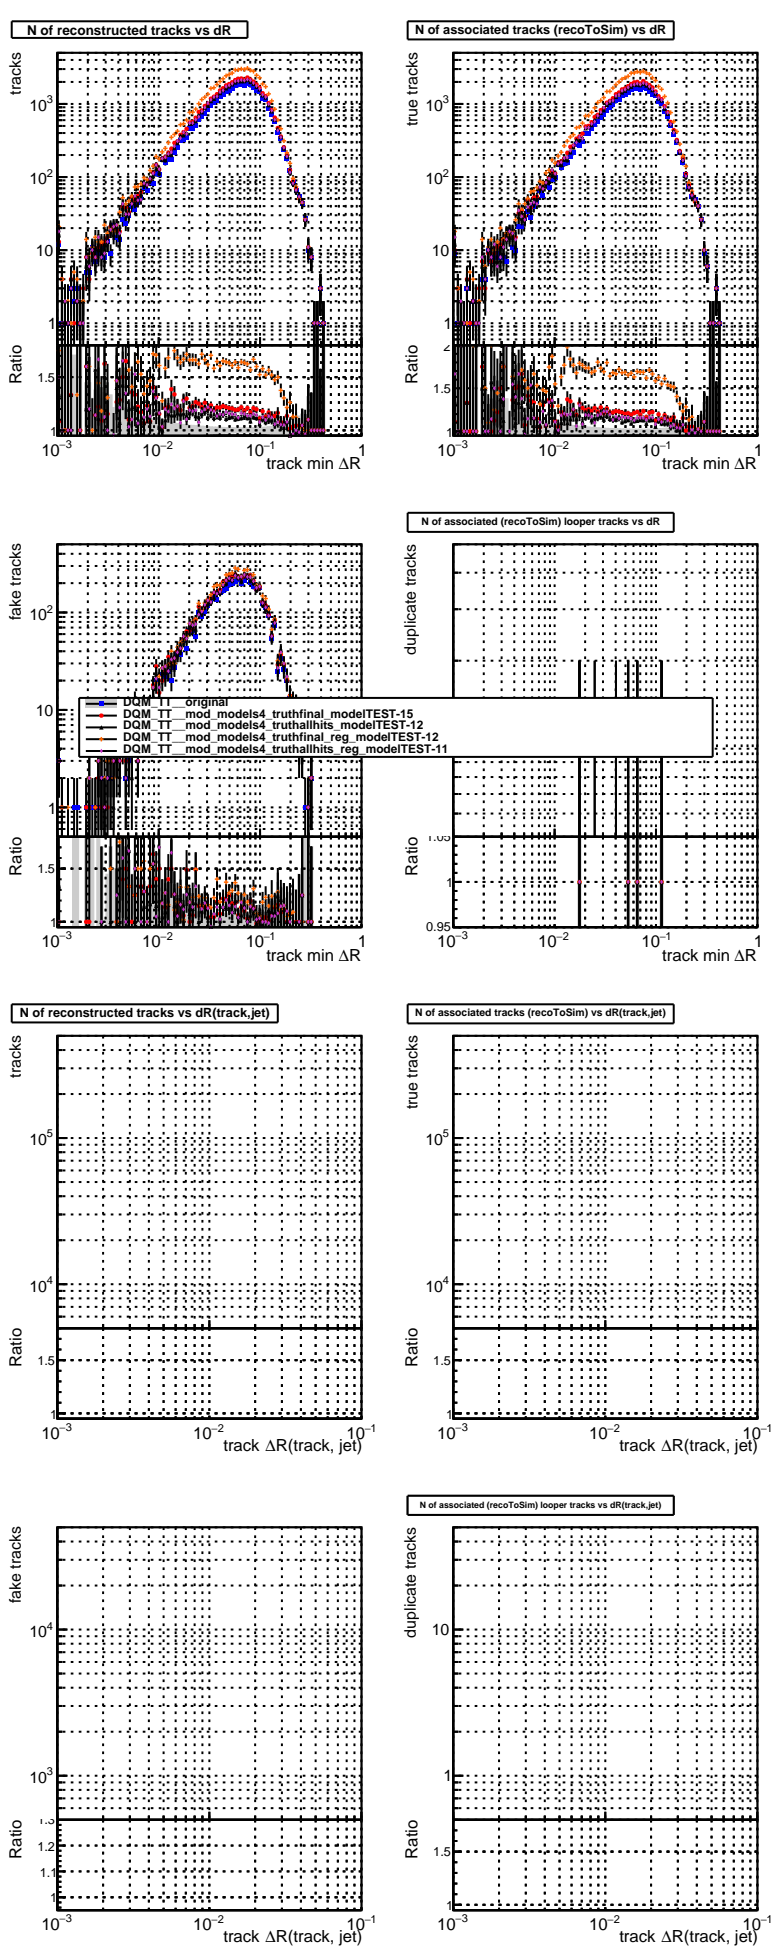 N of reconstructed tracks vs dR
tracks
10³
10²
10
1
Ratio
1.5
1
10⁻³ 10⁻² 10⁻¹ 1
track min ΔR
N of associated tracks (recoToSim) vs dR
true tracks
10³
10²
10
1
Ratio
2
1.5
1
10⁻³ 10⁻² 10⁻¹ 1
track min ΔR
fake tracks
10²
10
1
Ratio
1.5
1
10⁻³ 10⁻² 10⁻¹ 1
track min ΔR
N of associated (recoToSim) looper tracks vs dR
duplicate tracks
Ratio
1.05
1
0.95
10⁻³ 10⁻² 10⁻¹ 1
track min ΔR
DQM_TT__original
DQM_TT__mod_models4_truthfinal_modelTEST-15
DQM_TT__mod_models4_truthallhits_modelTEST-12
DQM_TT__mod_models4_truthfinal_reg_modelTEST-12
DQM_TT__mod_models4_truthallhits_reg_modelTEST-11
N of reconstructed tracks vs dR(track,jet)
tracks
10⁵
10⁴
Ratio
1.5
1
10⁻³ 10⁻² 10⁻¹
track ΔR(track, jet)
N of associated tracks (recoToSim) vs dR(track,jet)
true tracks
10⁵
10⁴
Ratio
1.5
1
10⁻³ 10⁻² 10⁻¹
track ΔR(track, jet)
fake tracks
10⁴
10³
Ratio
1.3
1.2
1.1
1
10⁻³ 10⁻² 10⁻¹
track ΔR(track, jet)
N of associated (recoToSim) looper tracks vs dR(track,jet)
duplicate tracks
10
1
Ratio
1.5
1
10⁻³ 10⁻² 10⁻¹
track ΔR(track, jet)